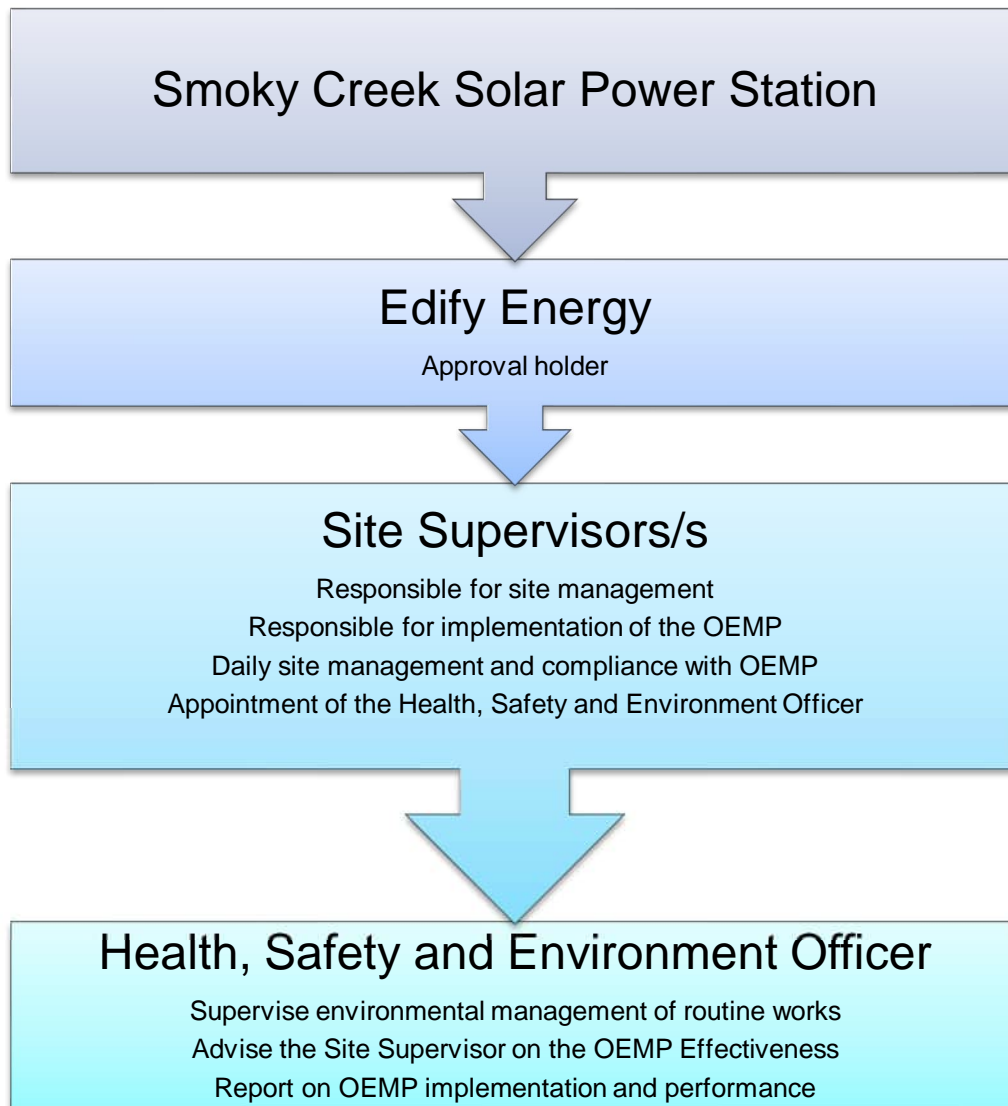 Smoky Creek Solar Power Station
Edify Energy
Approval holder
Site Supervisors/s
Responsible for site management
Responsible for implementation of the OEMP
Daily site management and compliance with OEMP
Appointment of the Health, Safety and Environment Officer
Health, Safety and Environment Officer
Supervise environmental management of routine works
Advise the Site Supervisor on the OEMP Effectiveness
Report on OEMP implementation and performance